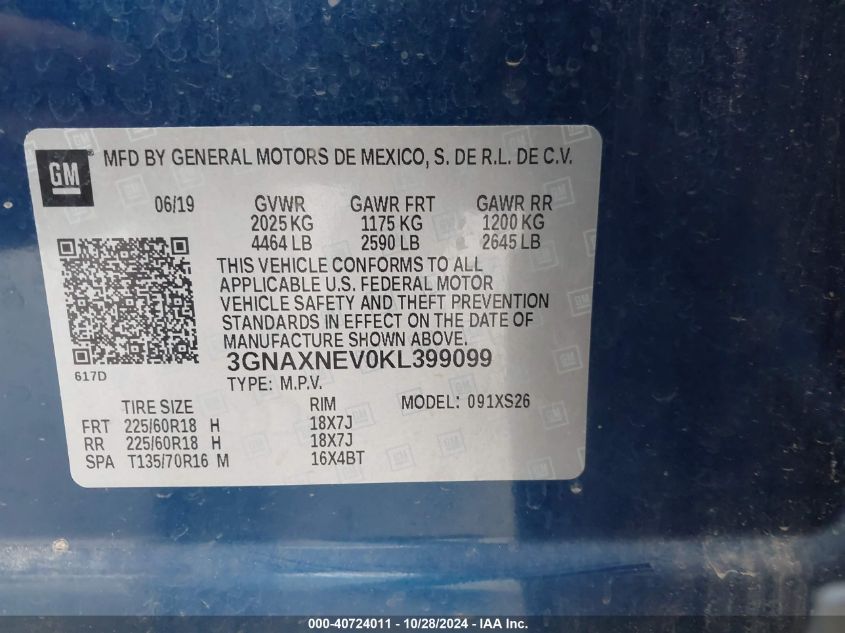 GM ® MFD BY GENERAL MOTORS DE MEXICO, S. DE R.L. DE C.V.
06/19 GVWR GAWR FRT GAWR RR
2025 KG 1175 KG 1200 KG
4464 LB 2590 LB 2645 LB
THIS VEHICLE CONFORMS TO ALL
APPLICABLE U.S. FEDERAL MOTOR
VEHICLE SAFETY AND THEFT PREVENTION
STANDARDS IN EFFECT ON THE DATE OF
MANUFACTURE SHOWN ABOVE.
3GNAXNEV0KL399099
617D TYPE: M.P.V.
TIRE SIZE RIM MODEL: 091XS26
FRT 225/60R18 H 18X7J
RR 225/60R18 H 18X7J
SPA T135/70R16 M 16X4BT
000-40724011 - 10/28/2024 - IAA Inc.